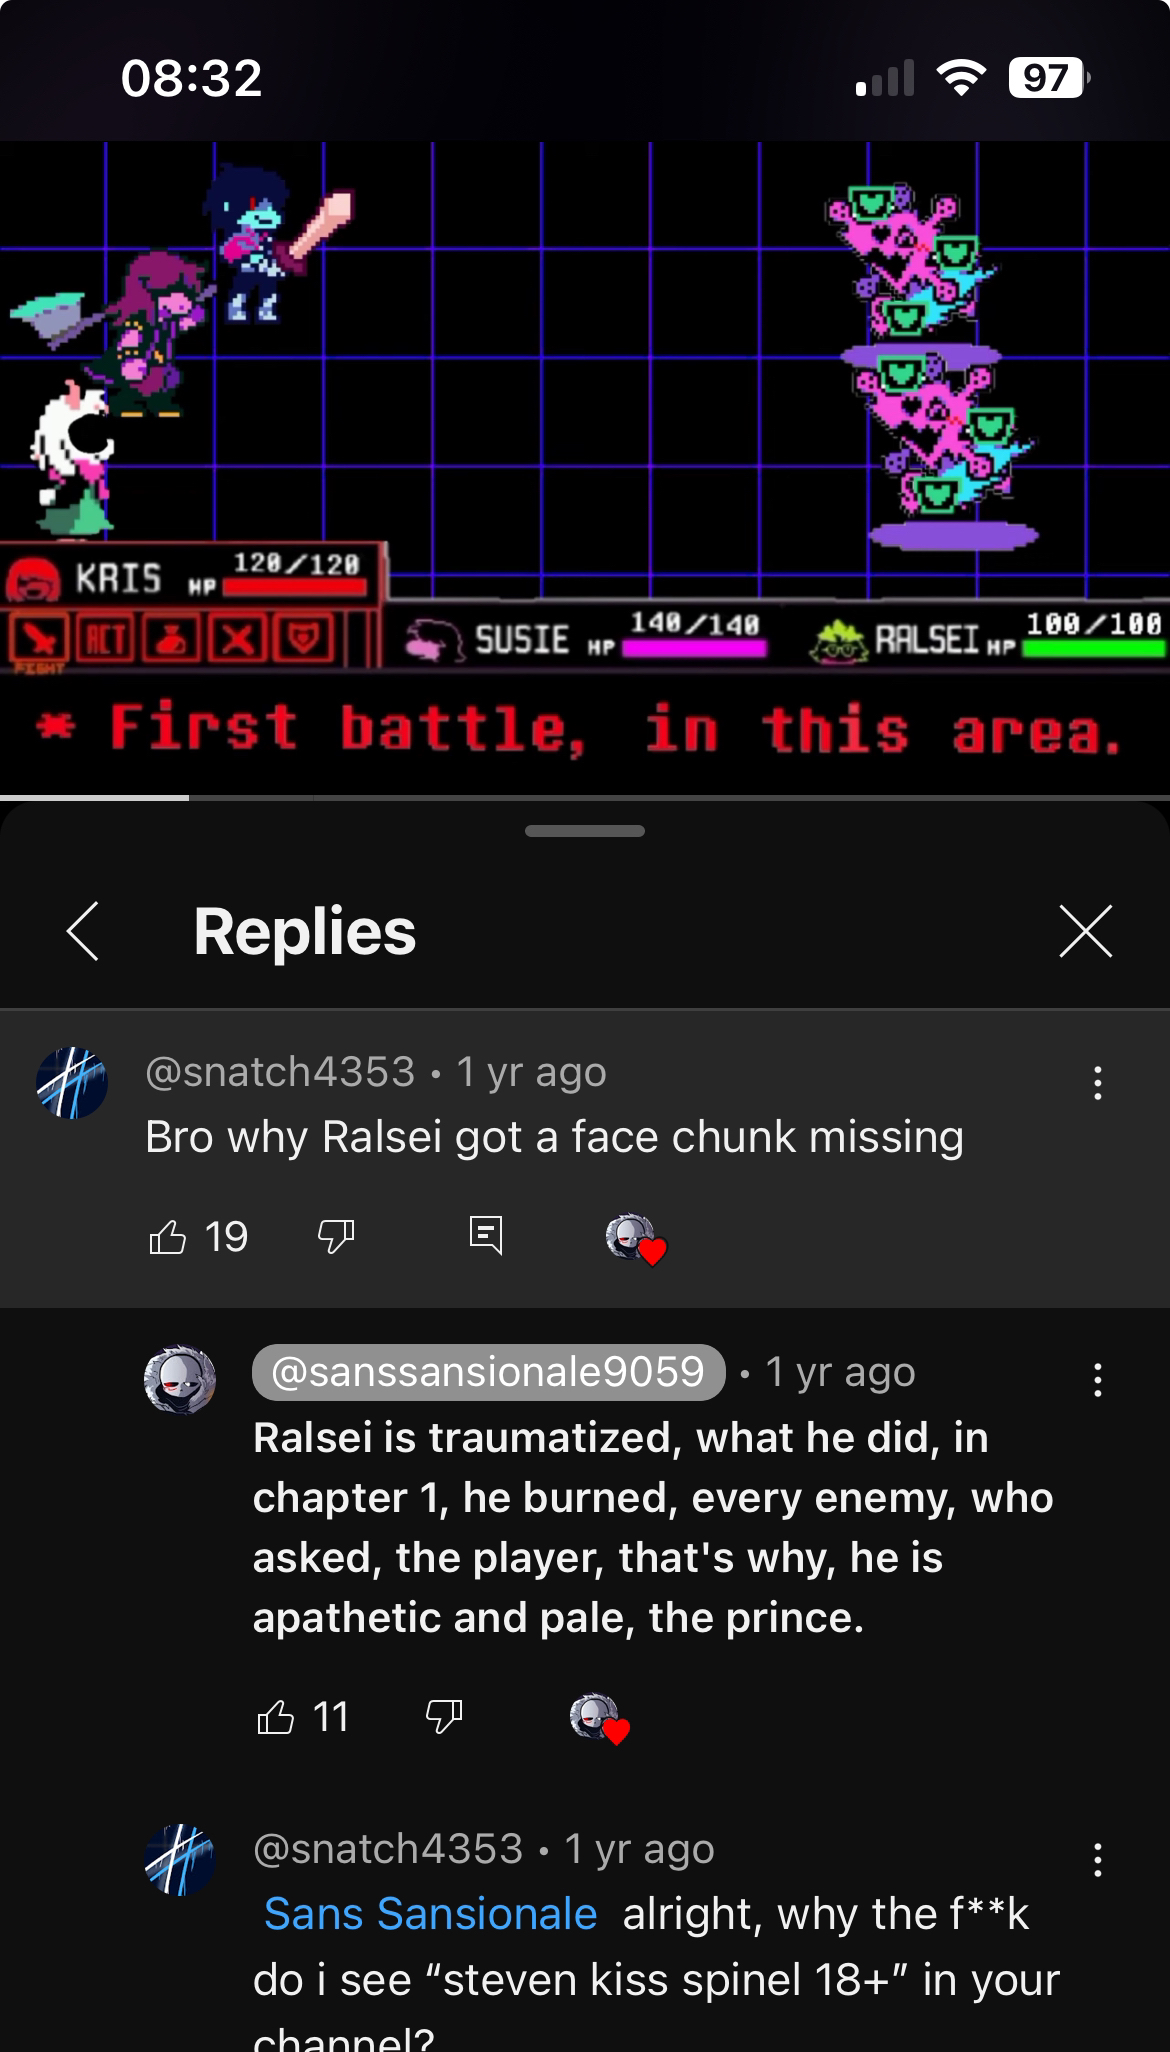 08:32
97
KRIS HP 120/120
ACT
FIGHT
SUSIE HP 140/140
RALSEI HP 100/100
* First battle, in this area.
Replies
@snatch4353 • 1 yr ago
Bro why Ralsei got a face chunk missing
19
@sanssansionale9059 • 1 yr ago
Ralsei is traumatized, what he did, in
chapter 1, he burned, every enemy, who
asked, the player, that's why, he is
apathetic and pale, the prince.
11
@snatch4353 • 1 yr ago
Sans Sansionale alright, why the f**k
do i see “steven kiss spinel 18+” in your
channel?